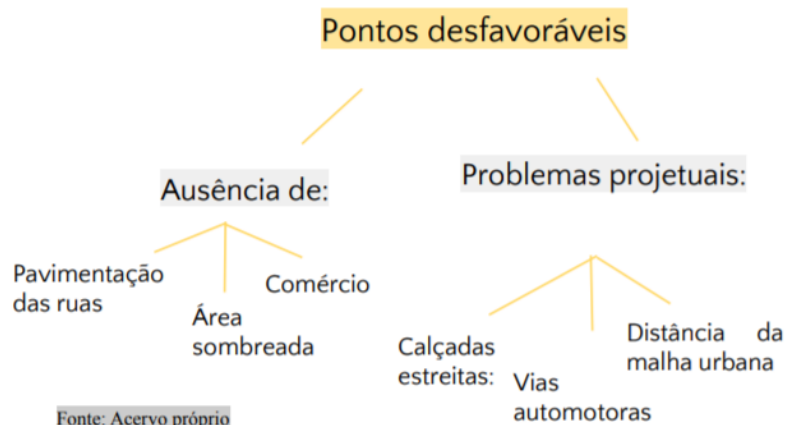 Pontos desfavoráveis
Ausência de:
Problemas projetuais:
Pavimentação
das ruas
Área
sombreada
Comércio
Calçadas
estreitas:
Vias
automotoras
Distância da
malha urbana
Fonte: Acervo próprio